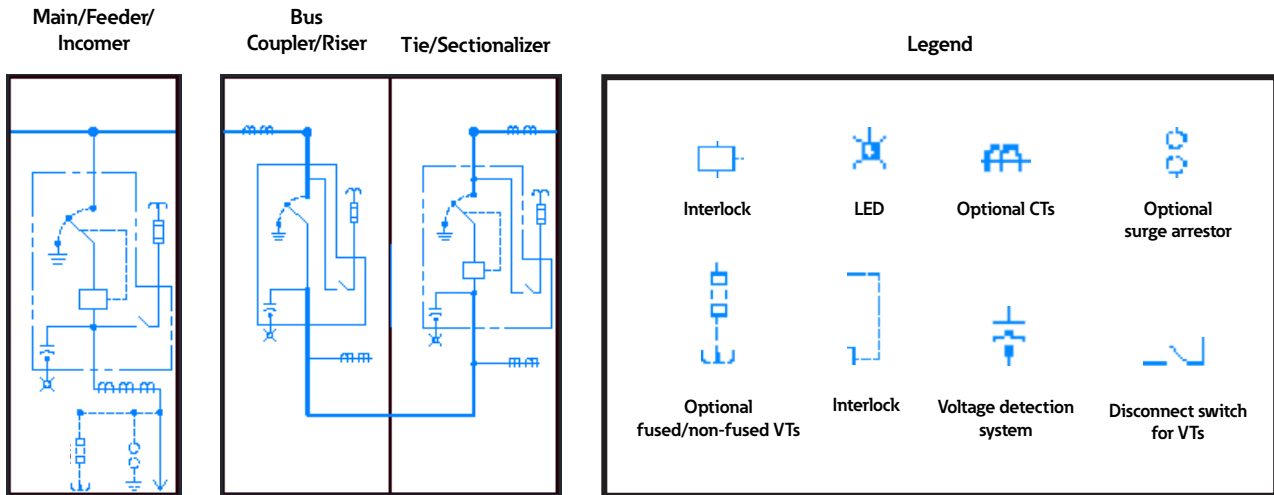 Main/Feeder/
Incomer
Bus
Coupler/Riser
Tie/Sectionalizer
Legend
Interlock
LED
Optional CTs
Optional
surge arrestor
Optional
fused/non-fused VTs
Interlock
Voltage detection
system
Disconnect switch
for VTs